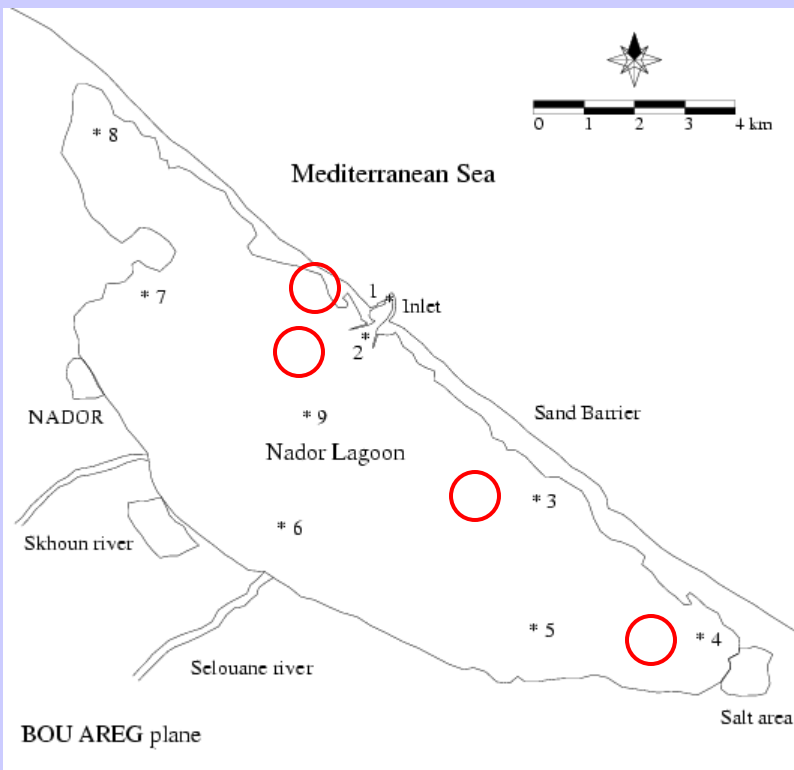 * 8
0 1 2 3 4 km
Mediterranean Sea
* 7
1 *
Inlet
*
2
NADOR
* 9
Sand Barrier
Nador Lagoon
* 3
* 6
Skhoun river
* 5
* 4
Selouane river
Salt area
BOU AREG plane